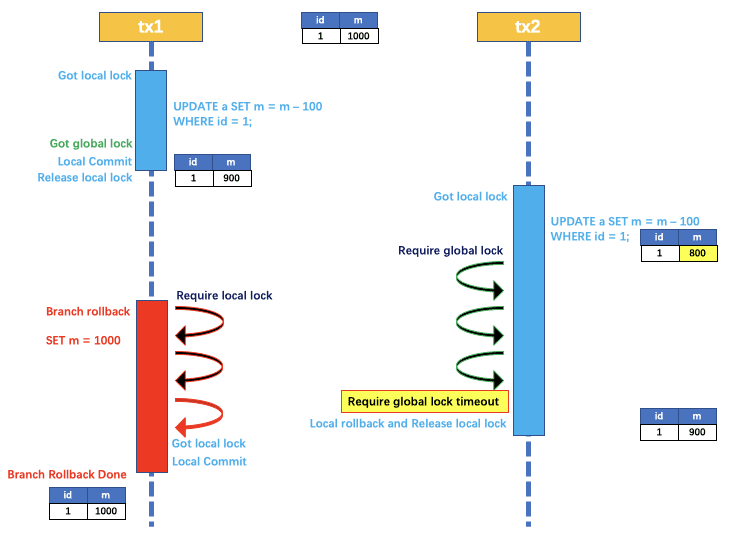 tx1
id m
1 1000
tx2
Got local lock
UPDATE a SET m = m – 100
WHERE id = 1;
Got global lock
Local Commit
Release local lock
id m
1 900
Got local lock
UPDATE a SET m = m – 100
WHERE id = 1;
id m
1 800
Require global lock
Require local lock
Branch rollback
SET m = 1000
Require global lock timeout
Local rollback and Release local lock
id m
1 900
Got local lock
Local Commit
Branch Rollback Done
id m
1 1000